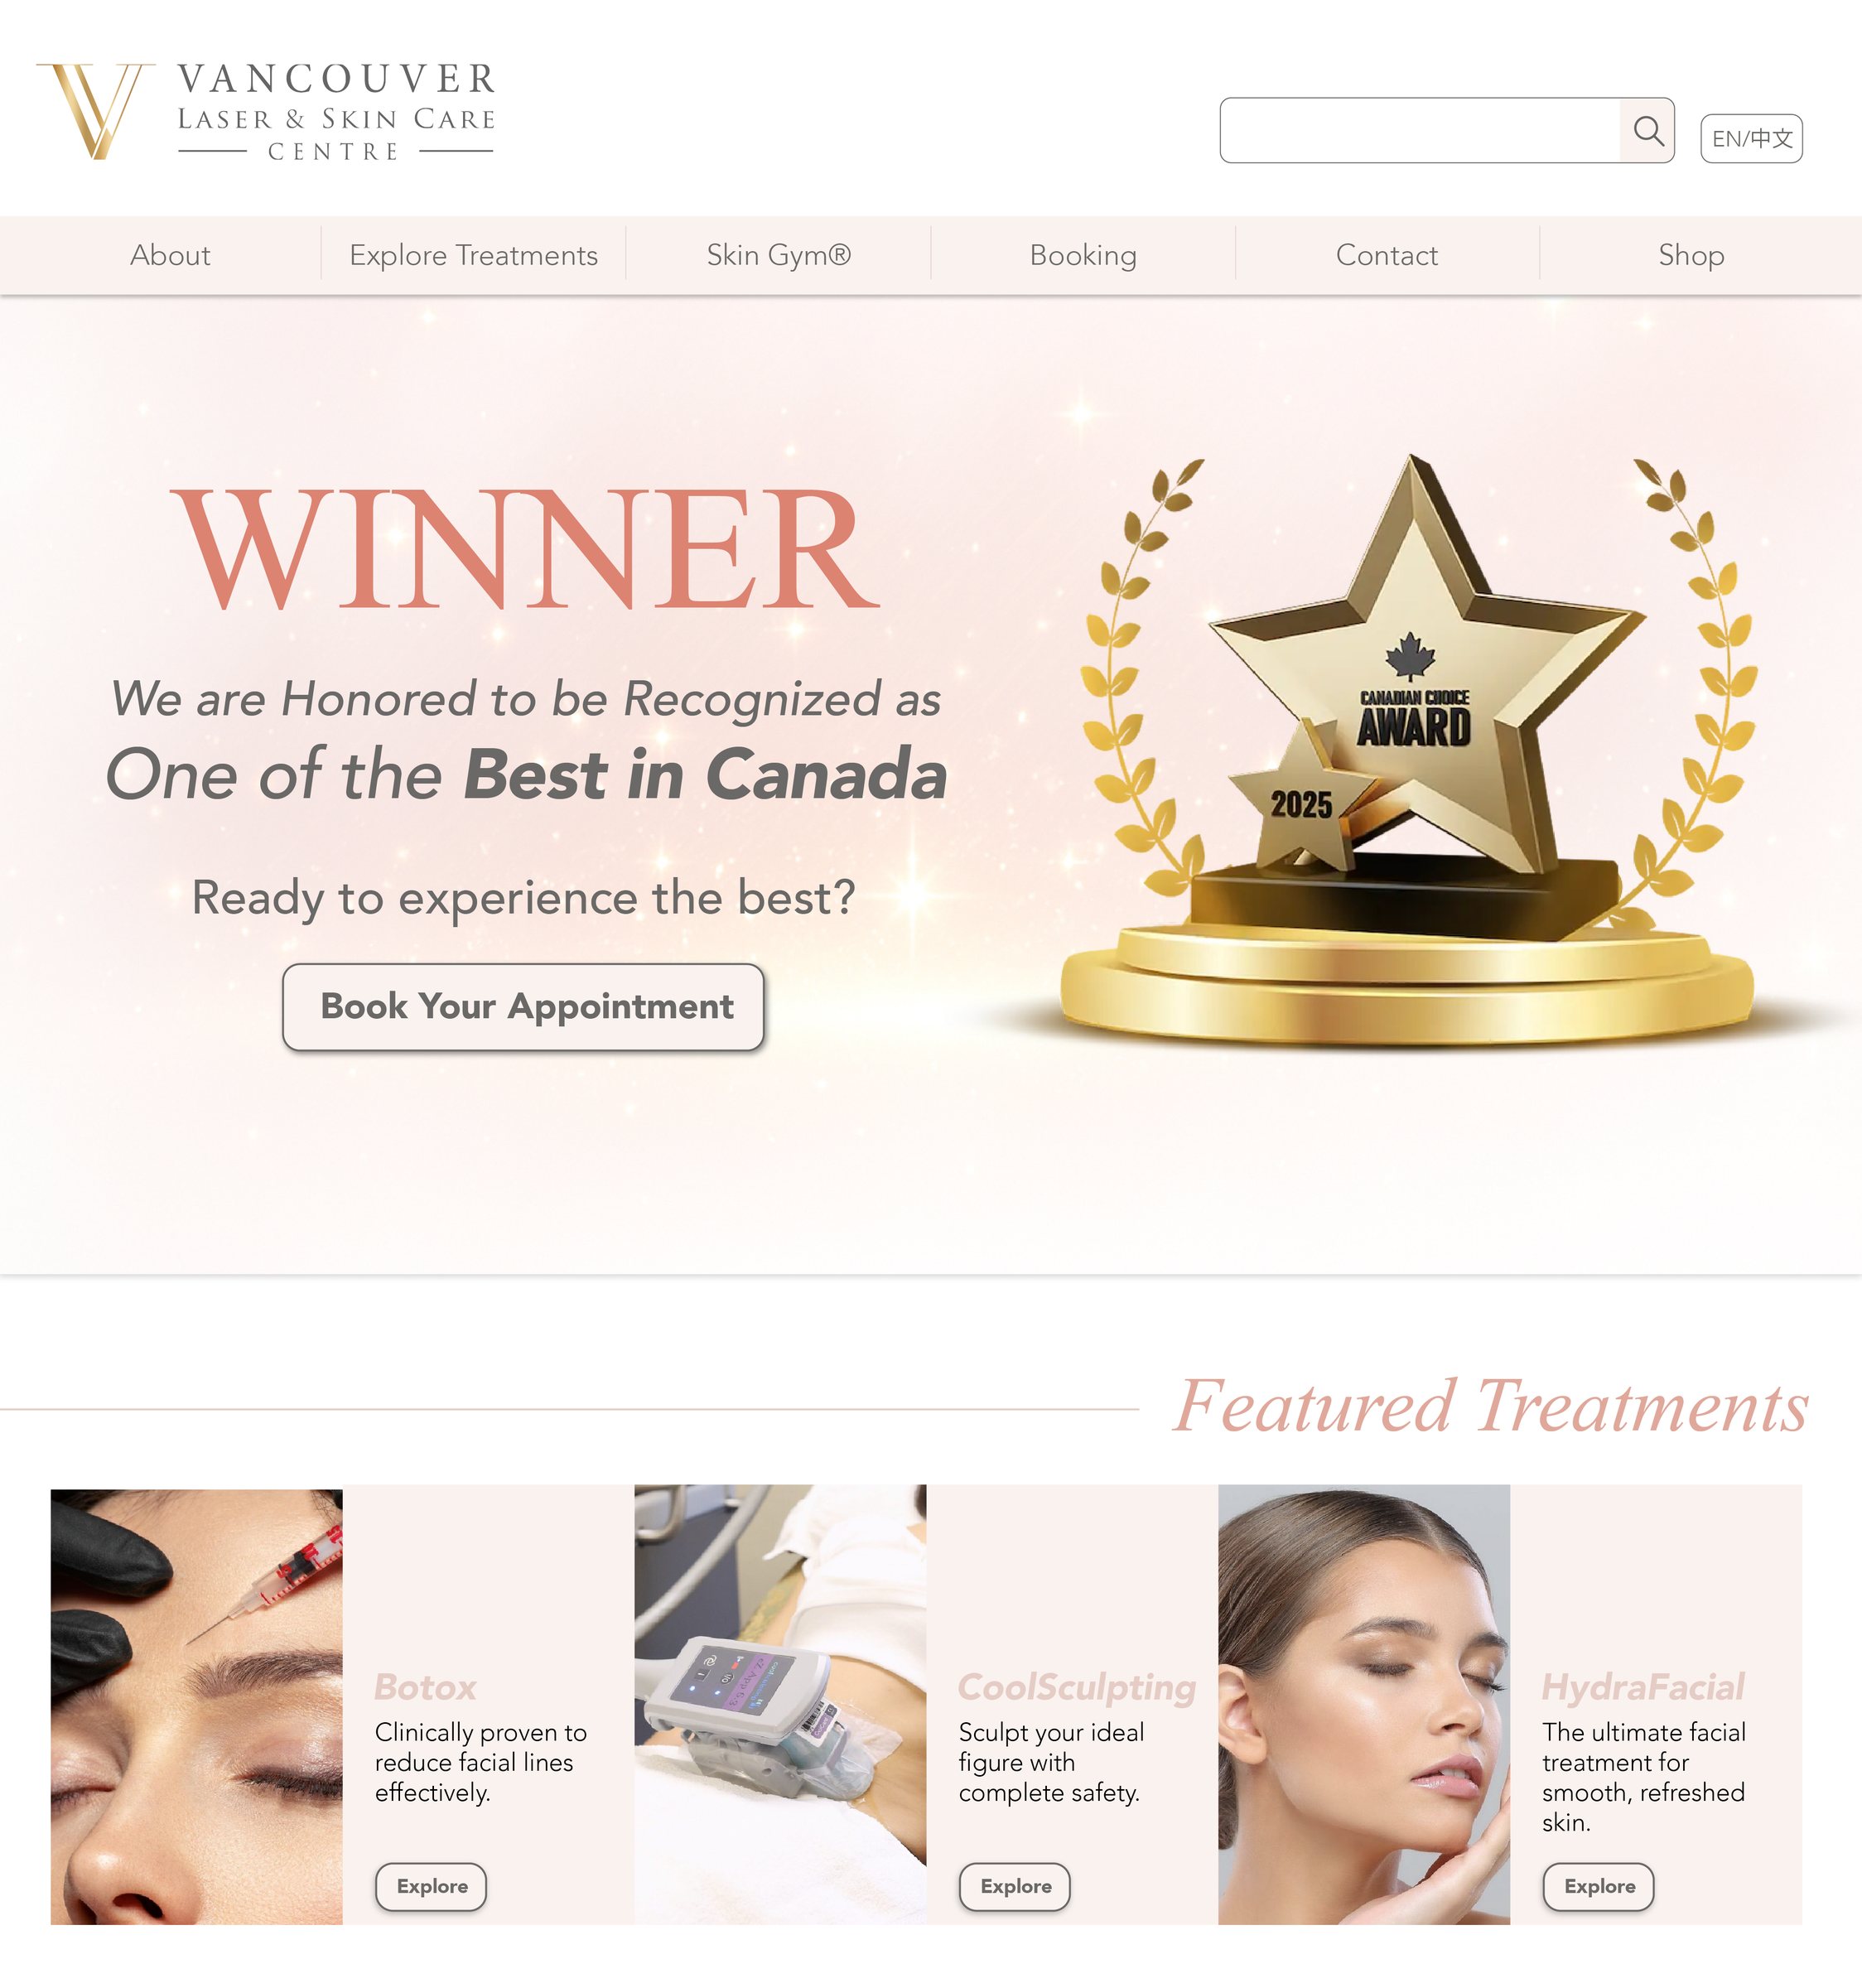 VANCOUVER
LASER & SKIN CARE
CENTRE
EN/中文
About
Explore Treatments
Skin Gym®
Booking
Contact
Shop
WINNER
We are Honored to be Recognized as
One of the Best in Canada
Ready to experience the best?
Book Your Appointment
CANADIAN CHOICE
AWARD
2025
Featured Treatments
Botox
Clinically proven to
reduce facial lines
effectively.
Explore
CoolSculpting
Sculpt your ideal
figure with
complete safety.
Explore
HydraFacial
The ultimate facial
treatment for
smooth, refreshed
skin.
Explore